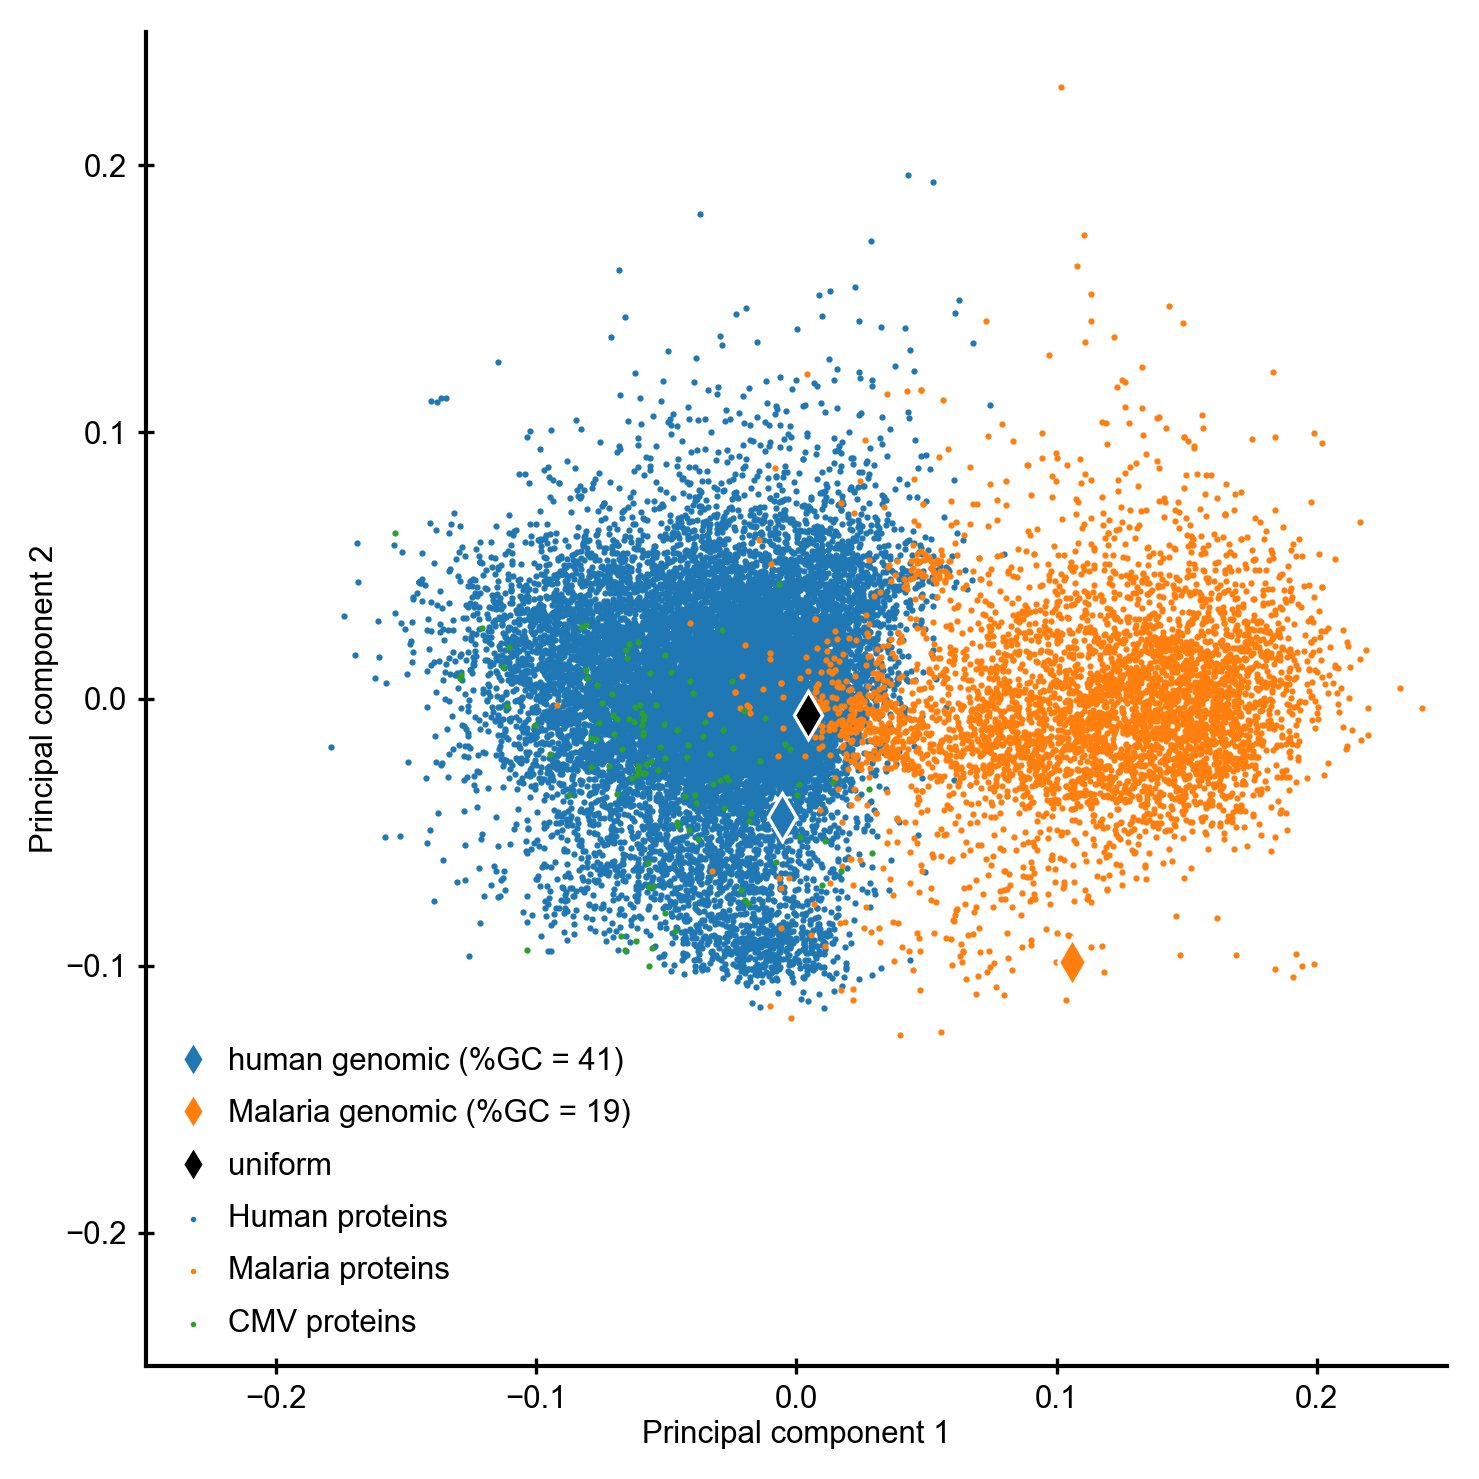 Principal component 2
0.2
0.1
0.0
−0.1
−0.2
human genomic (%GC = 41)
Malaria genomic (%GC = 19)
uniform
Human proteins
Malaria proteins
CMV proteins
−0.2 −0.1 0.0 0.1 0.2
Principal component 1